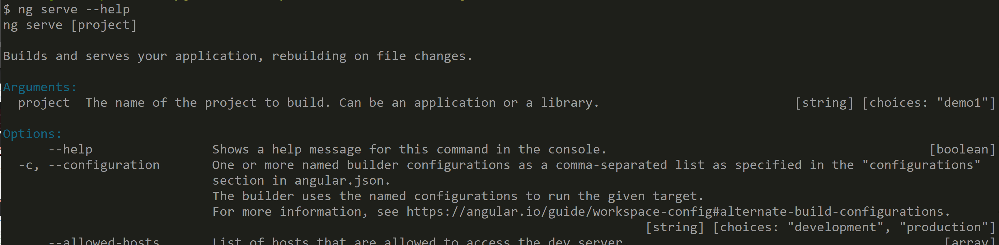 $ ng serve --help
ng serve [project]
Builds and serves your application, rebuilding on file changes.
Arguments:
project  The name of the project to build. Can be an application or a library. [string] [choices: "demo1"]
Options:
--help Shows a help message for this command in the console. [boolean]
-c, --configuration One or more named builder configurations as a comma-separated list as specified in the "configurations"
section in angular.json.
The builder uses the named configurations to run the given target.
For more information, see https://angular.io/guide/workspace-config#alternate-build-configurations.
[string] [choices: "development", "production"]
--allowed-hosts List of hosts that are allowed to access the dev server. [array]